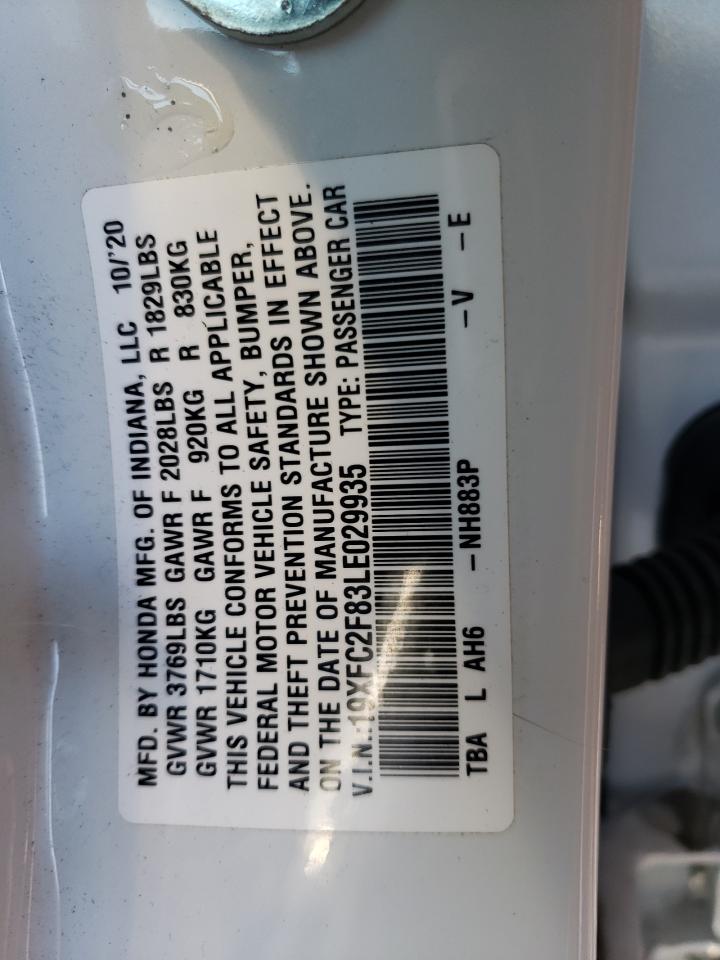 MFD. BY HONDA MFG. OF INDIANA, LLC 10/'20
GVWR 3769LBS GAWR F 2028LBS R 1829LBS
GVWR 1710KG GAWR F 920KG R 830KG
THIS VEHICLE CONFORMS TO ALL APPLICABLE
FEDERAL MOTOR VEHICLE SAFETY, BUMPER,
AND THEFT PREVENTION STANDARDS IN EFFECT
ON THE DATE OF MANUFACTURE SHOWN ABOVE.
V.I.N.: 19XFC2F83LE029935 TYPE: PASSENGER CAR
TBA L AH6 -NH883P -V -E